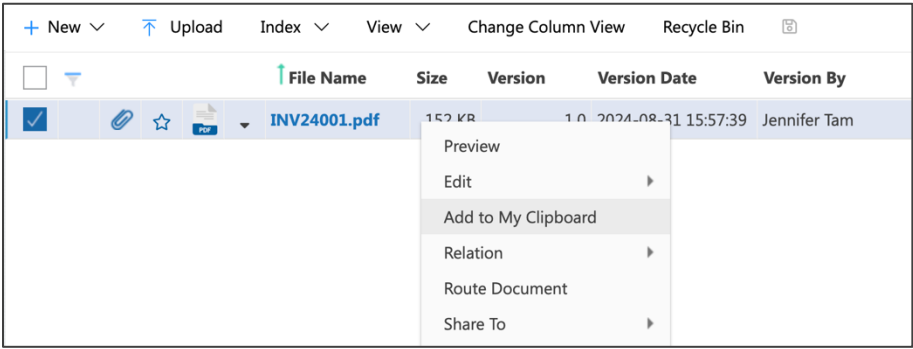 + New Upload Index View Change Column View Recycle Bin
File Name Size Version Version Date Version By
PDF INV24001.pdf 152 KB 1.0 2024-08-31 15:57:39 Jennifer Tam
Preview
Edit
Add to My Clipboard
Relation
Route Document
Share To